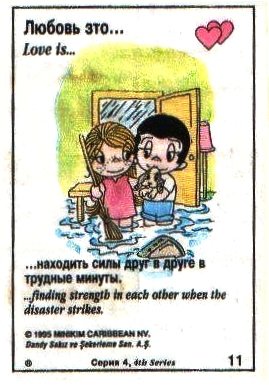 Любовь это...
Love is...
...находить силы друг в друге в
трудные минуты.
...finding strength in each other when the
disaster strikes.
© 1995 MINIKIM CARIBBEAN NV.
Dandy Sakız ve Şekerleme San. A.Ş.
® Серия 4, 4th Series 11